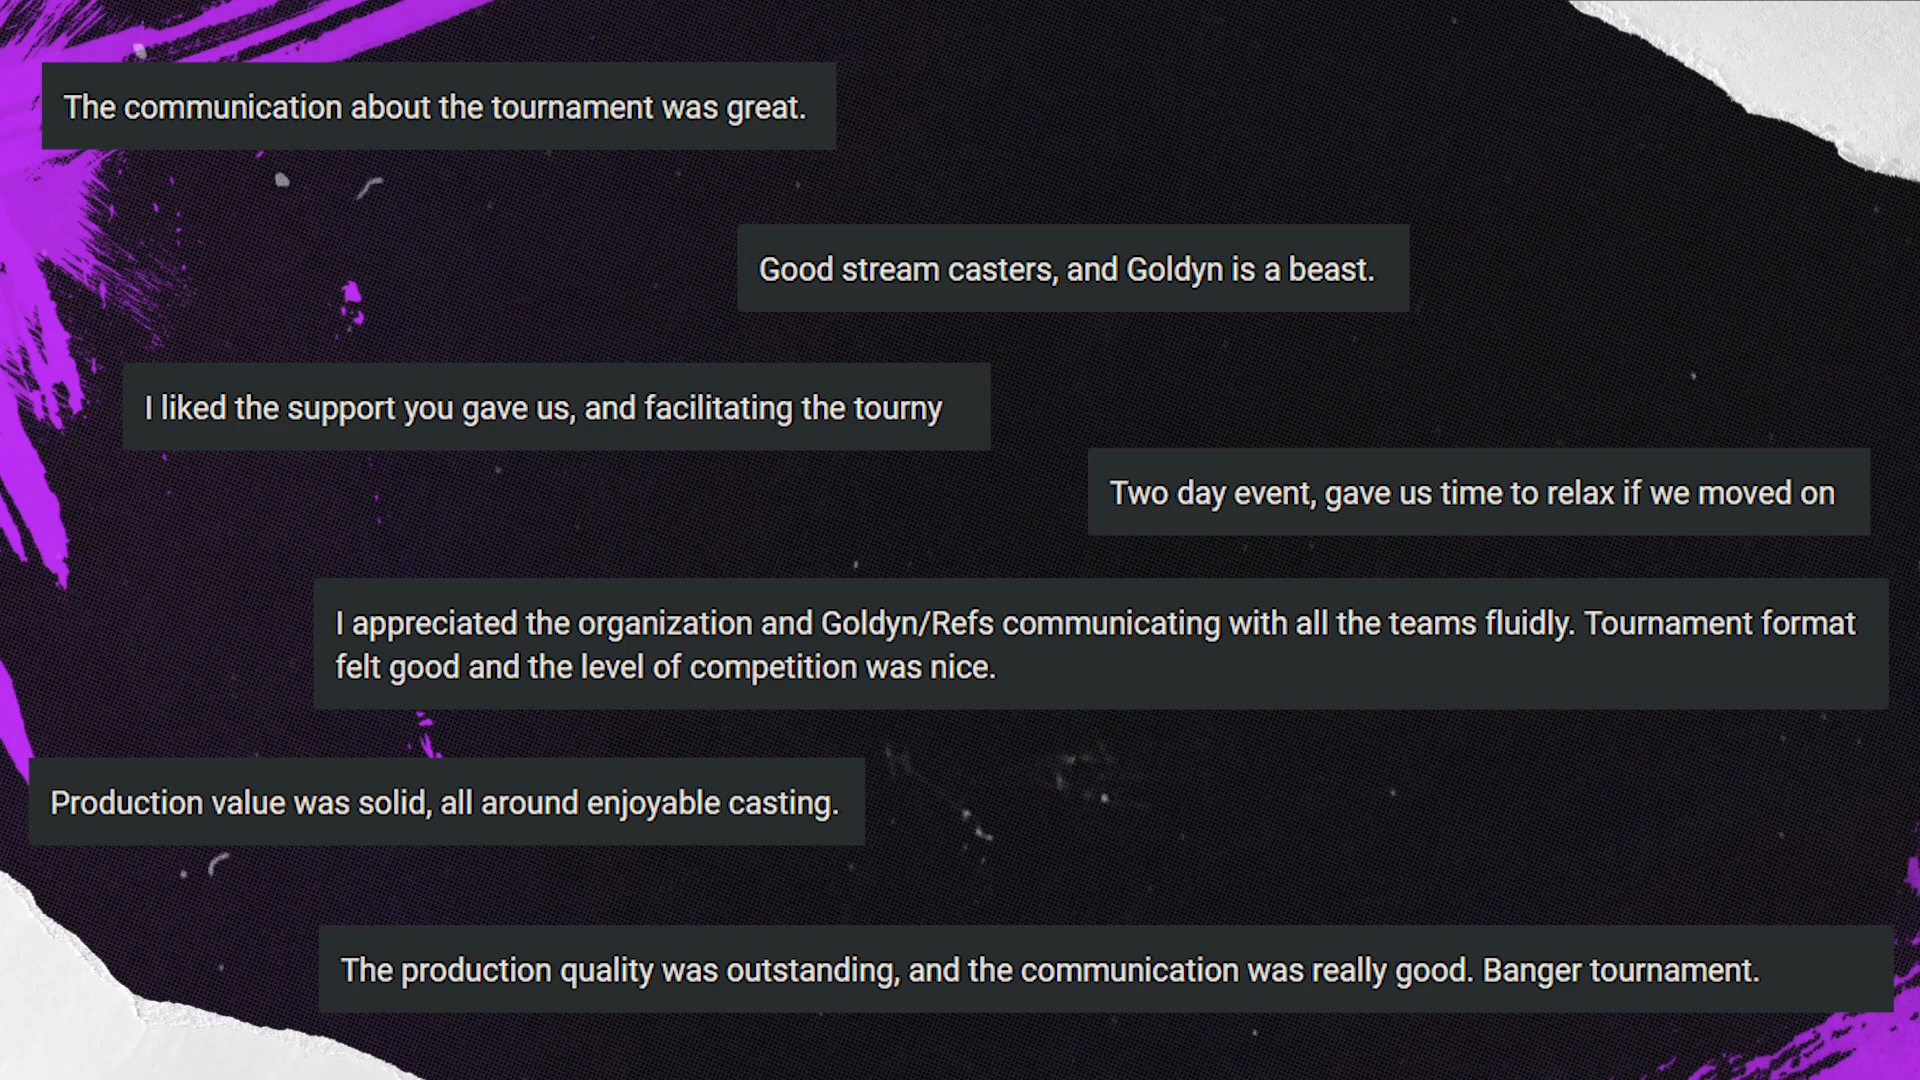 The communication about the tournament was great.
Good stream casters, and Goldyn is a beast.
I liked the support you gave us, and facilitating the tourny
Two day event, gave us time to relax if we moved on
I appreciated the organization and Goldyn/Refs communicating with all the teams fluidly. Tournament format
felt good and the level of competition was nice.
Production value was solid, all around enjoyable casting.
The production quality was outstanding, and the communication was really good. Banger tournament.